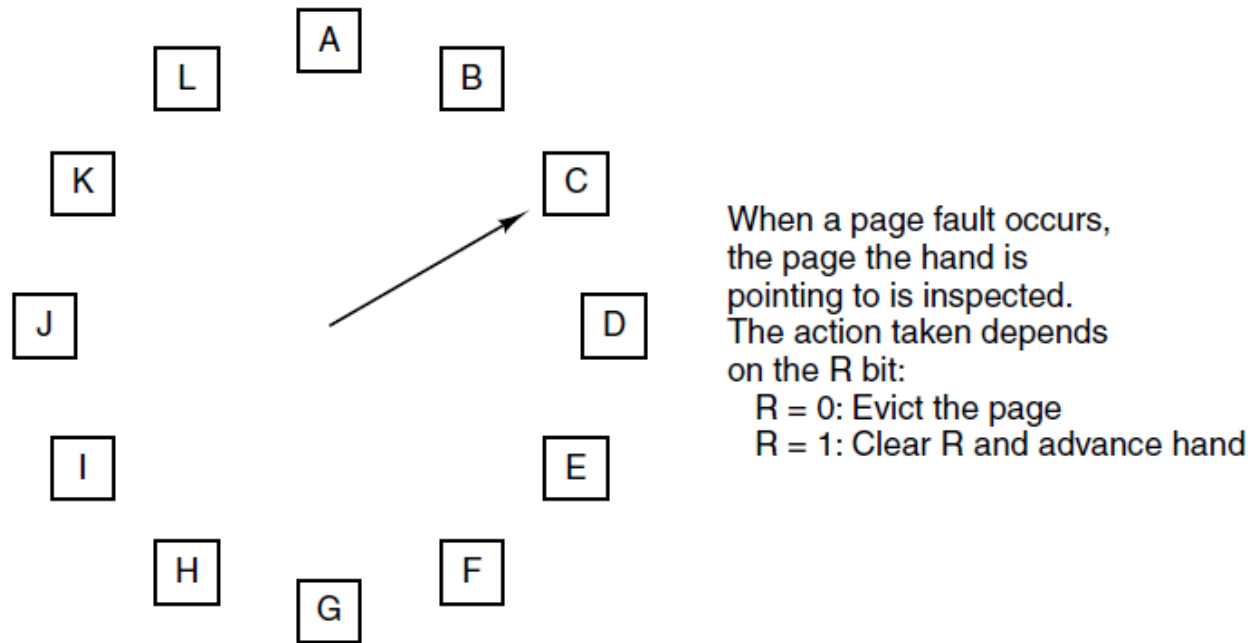 A
L
B
K
C
When a page fault occurs,
the page the hand is
pointing to is inspected.
J
D
The action taken depends
on the R bit:
R = 0: Evict the page
R = 1: Clear R and advance hand
I
E
H
F
G